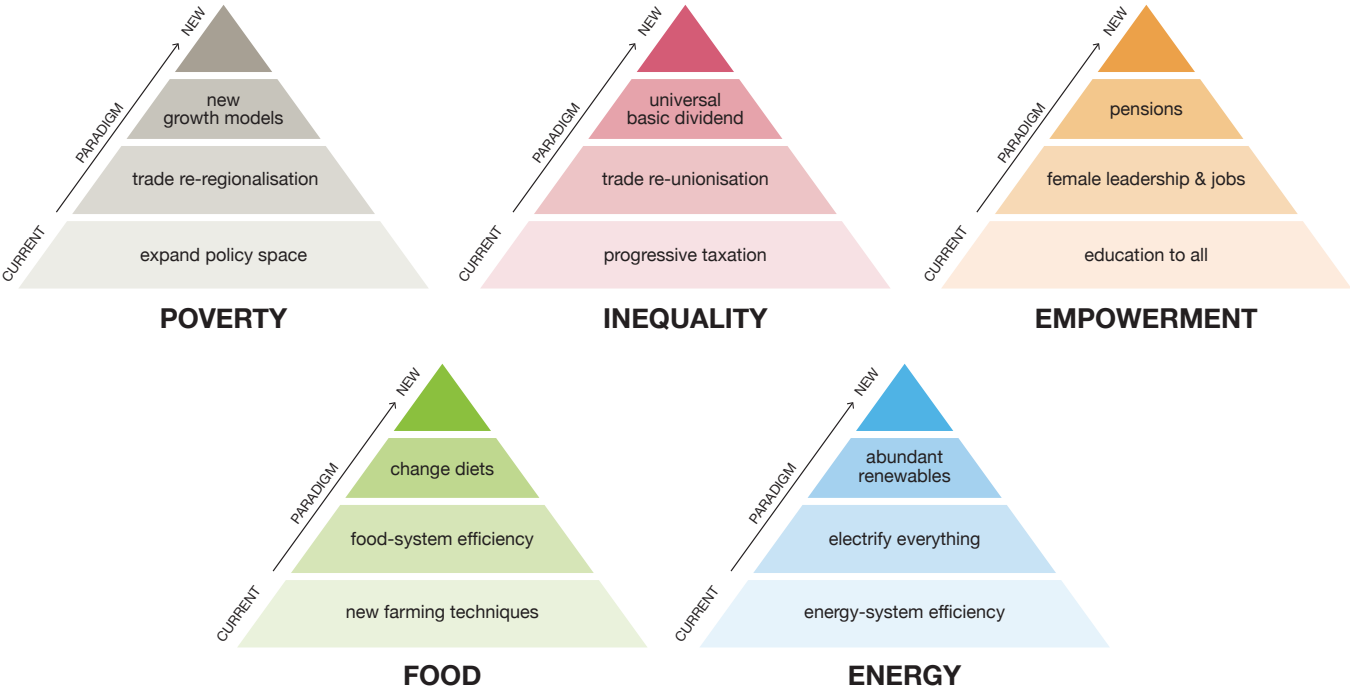 NEW
PARADIGM
CURRENT
new
growth models
trade re-regionalisation
expand policy space
POVERTY
NEW
PARADIGM
CURRENT
universal
basic dividend
trade re-unionisation
progressive taxation
INEQUALITY
NEW
PARADIGM
CURRENT
pensions
female leadership & jobs
education to all
EMPOWERMENT
NEW
PARADIGM
CURRENT
change diets
food-system efficiency
new farming techniques
FOOD
NEW
PARADIGM
CURRENT
abundant
renewables
electrify everything
energy-system efficiency
ENERGY